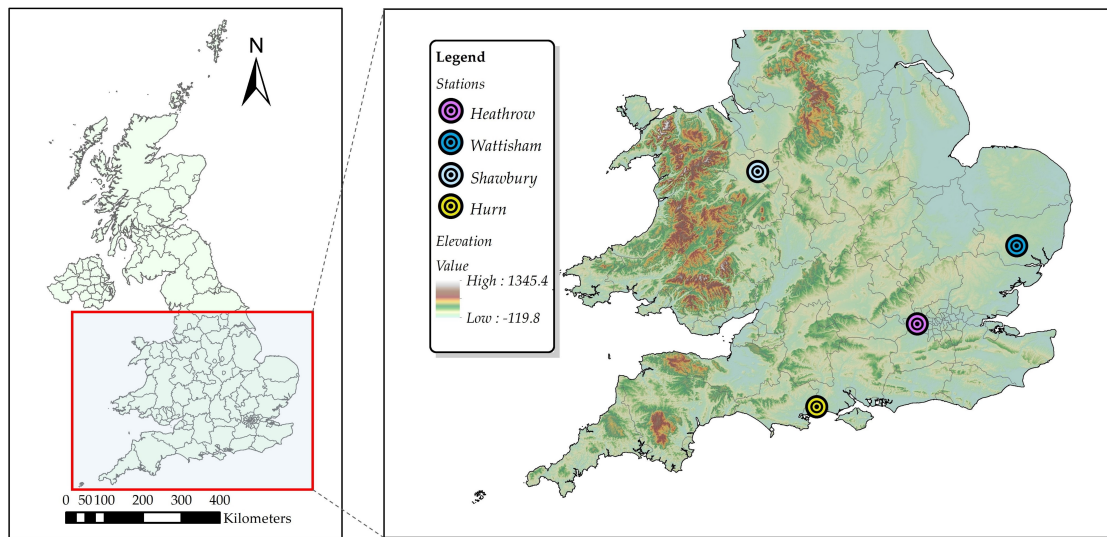 N
0 50 100 200 300 400
Kilometers
Legend
Stations
Heathrow
Wattisham
Shawbury
Hurn
Elevation
Value
High : 1345.4
Low : -119.8